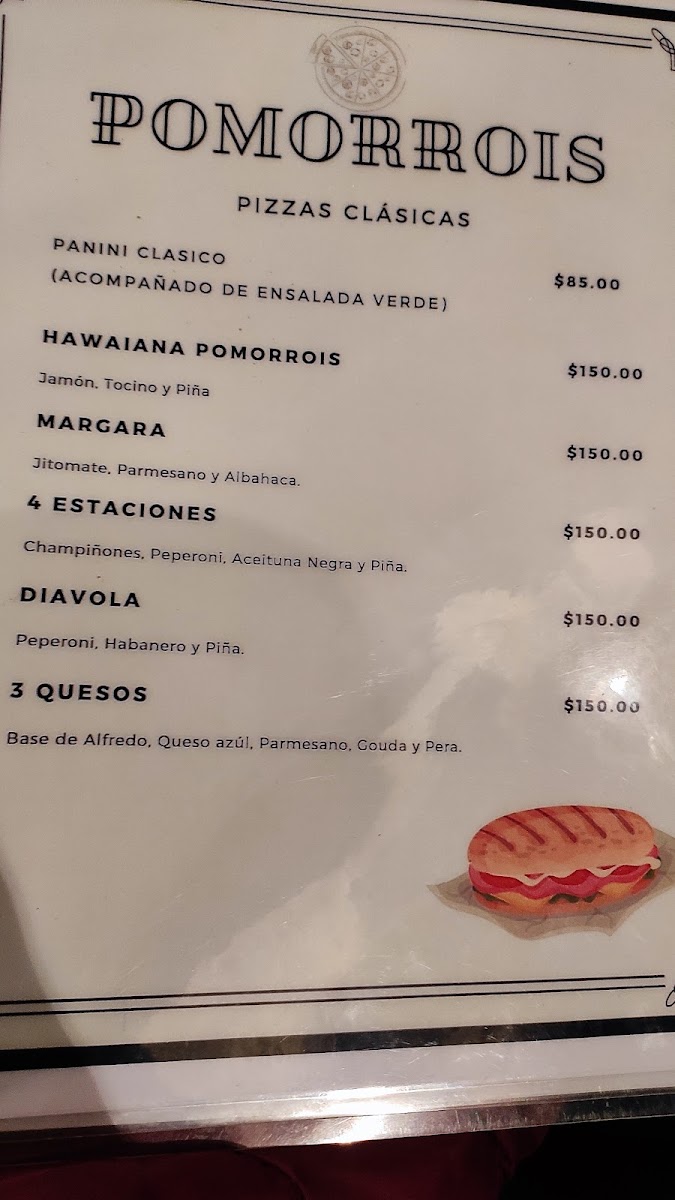 POMORROIS
PIZZAS CLÁSICAS
PANINI CLASICO
(ACOMPAÑADO DE ENSALADA VERDE) $85.00
HAWAIANA POMORROIS $150.00
Jamón. Tocino y Piña
MARGARA $150.00
Jitomate, Parmesano y Albahaca.
4 ESTACIONES $150.00
Champiñones, Peperoni, Aceituna Negra y Piña.
DIAVOLA $150.00
Peperoni, Habanero y Piña.
3 QUESOS $150.00
Base de Alfredo, Queso azúl, Parmesano, Gouda y Pera.